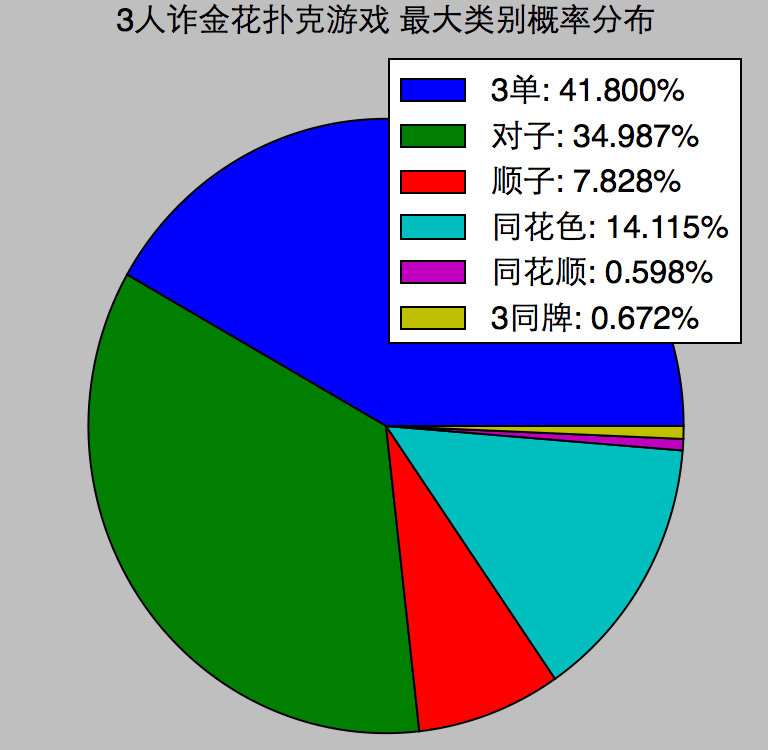 3人诈金花扑克游戏 最大类别概率分布
3单: 41.800%
对子: 34.987%
顺子: 7.828%
同花色: 14.115%
同花顺: 0.598%
3同牌: 0.672%